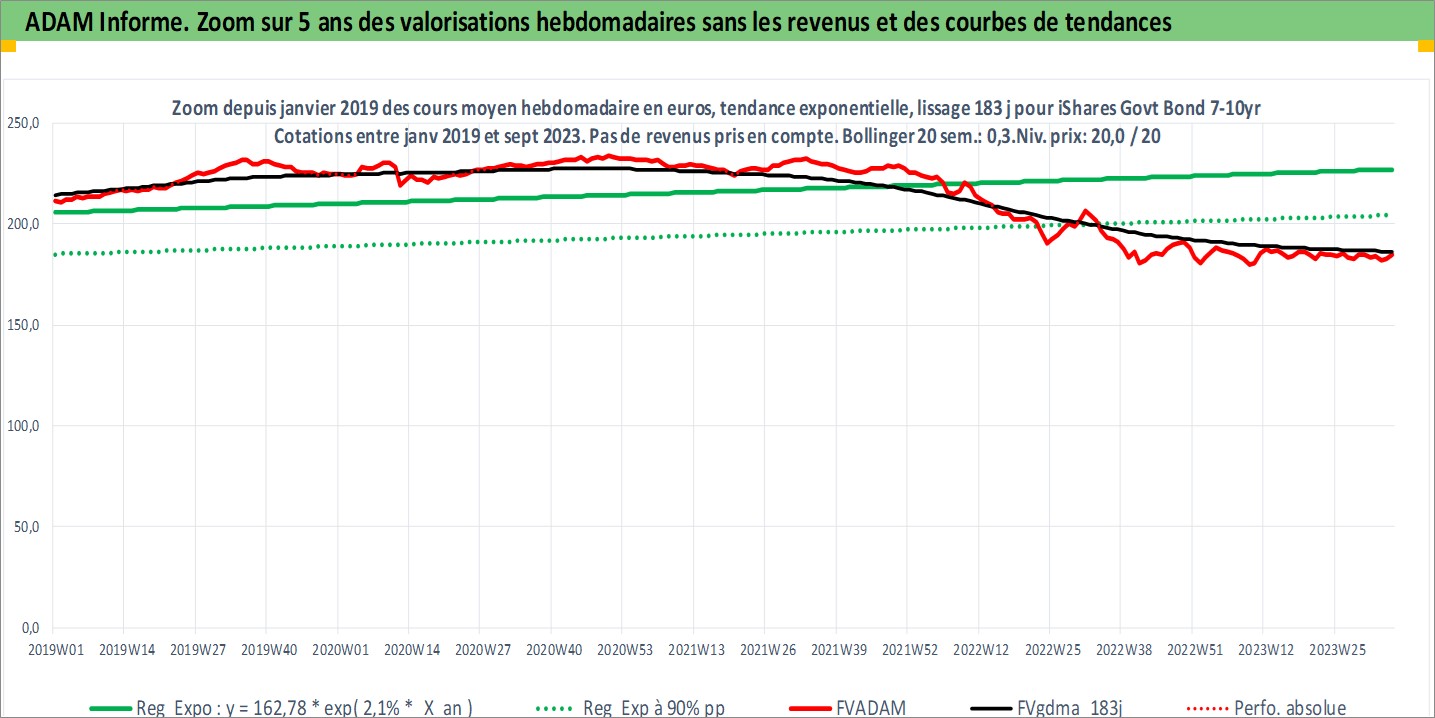 ADAM Informe. Zoom sur 5 ans des valorisations hebdomadaires sans les revenus et des courbes de tendances
Zoom depuis janvier 2019 des cours moyen hebdomadaire en euros, tendance exponentielle, lissage 183 j pour iShares Govt Bond 7-10yr
Cotations entre janv 2019 et sept 2023. Pas de revenus pris en compte. Bollinger 20 sem.: 0,3.Niv. prix: 20,0 / 20
250,0
200,0
150,0
100,0
50,0
0,0
2019W01 2019W14 2019W27 2019W40 2020W01 2020W14 2020W27 2020W40 2020W53 2021W13 2021W26 2021W39 2021W52 2022W12 2022W25 2022W38 2022W51 2023W12 2023W25
Reg Expo : y = 162,78 * exp( 2,1% * X an ) Reg Exp à 90% pp FVADAM FVgdma 183j Perfo. absolue